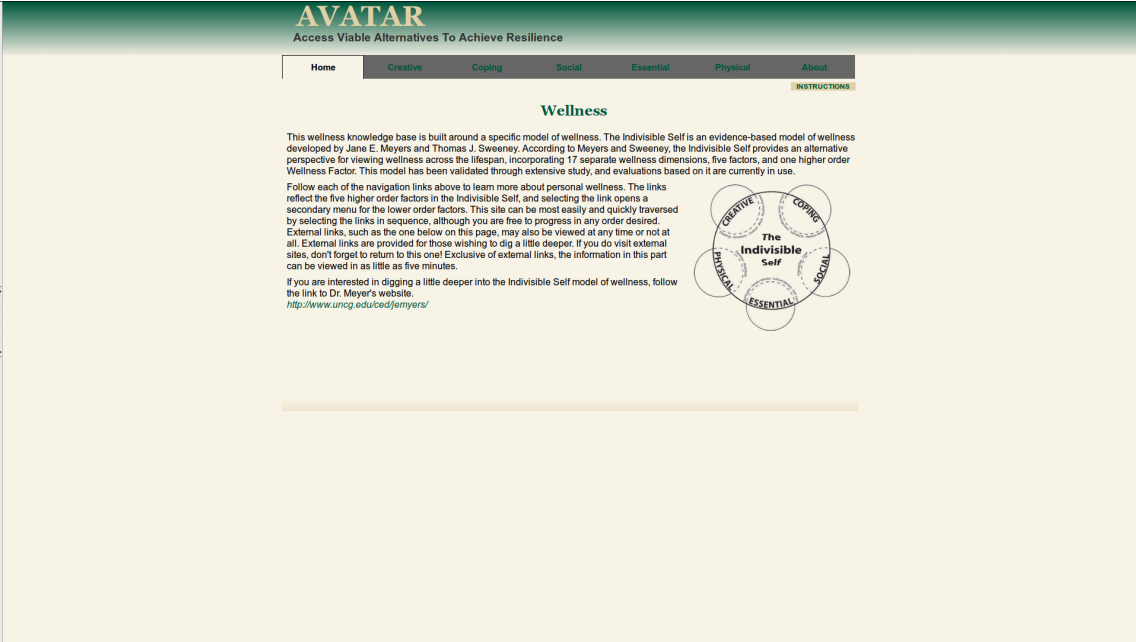 AVATAR
Access Viable Alternatives To Achieve Resilience
Home Creative Coping Social Essential Physical About
INSTRUCTIONS
Wellness
This wellness knowledge base is built around a specific model of wellness. The Indivisible Self is an evidence-based model of wellness
developed by Jane E. Meyers and Thomas J. Sweeney. According to Meyers and Sweeney, the Indivisible Self provides an alternative
perspective for viewing wellness across the lifespan, incorporating 17 separate wellness dimensions, five factors, and one higher order
Wellness Factor. This model has been validated through extensive study, and evaluations based on it are currently in use.
Follow each of the navigation links above to learn more about personal wellness. The links
reflect the five higher order factors in the Indivisible Self, and selecting the link opens a
secondary menu for the lower order factors. This site can be most easily and quickly traversed
by selecting the links in sequence, although you are free to progress in any order desired.
External links, such as the one below on this page, may also be viewed at any time or not at
all. External links are provided for those wishing to dig a little deeper. If you do visit external
sites, don't forget to return to this one! Exclusive of external links, the information in this part
can be viewed in as little as five minutes.
If you are interested in digging a little deeper into the Indivisible Self model of wellness, follow
the link to Dr. Meyer's website.
http://www.uncg.edu/ced/jemyers/
CREATIVE
COPING
The
Indivisible
Self
PHYSICAL
SOCIAL
ESSENTIAL